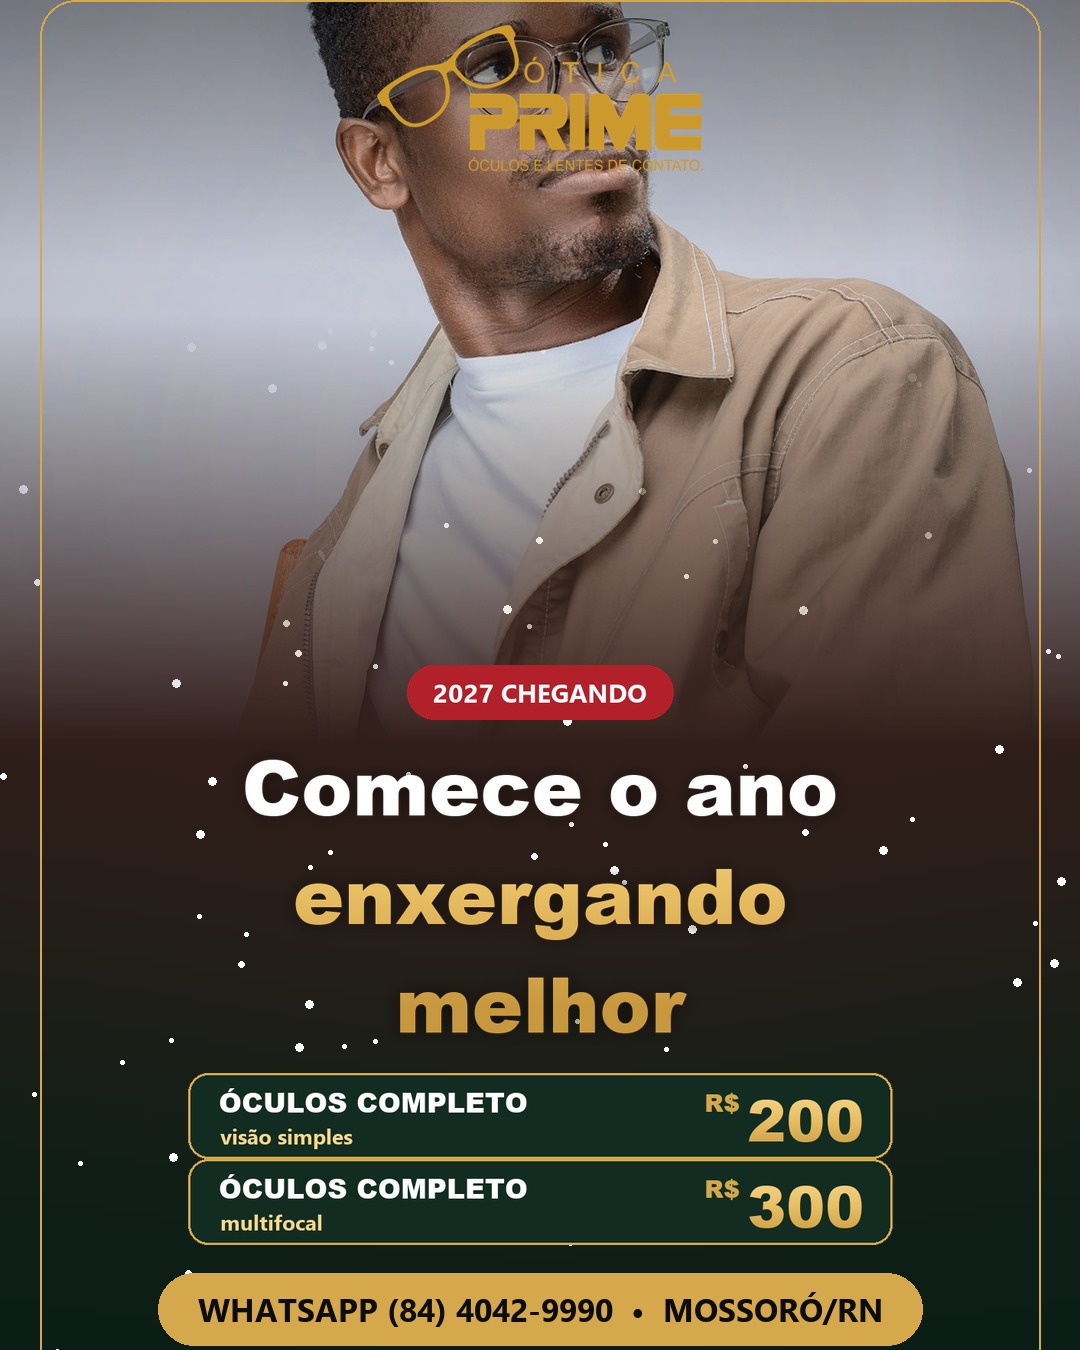 ÓTICA
PRIME
ÓCULOS E LENTES DE CONTATO.
2027 CHEGANDO
Comece o ano
enxergando
melhor
ÓCULOS COMPLETO R$ 200
visão simples
ÓCULOS COMPLETO R$ 300
multifocal
WHATSAPP (84) 4042-9990 • MOSSORÓ/RN